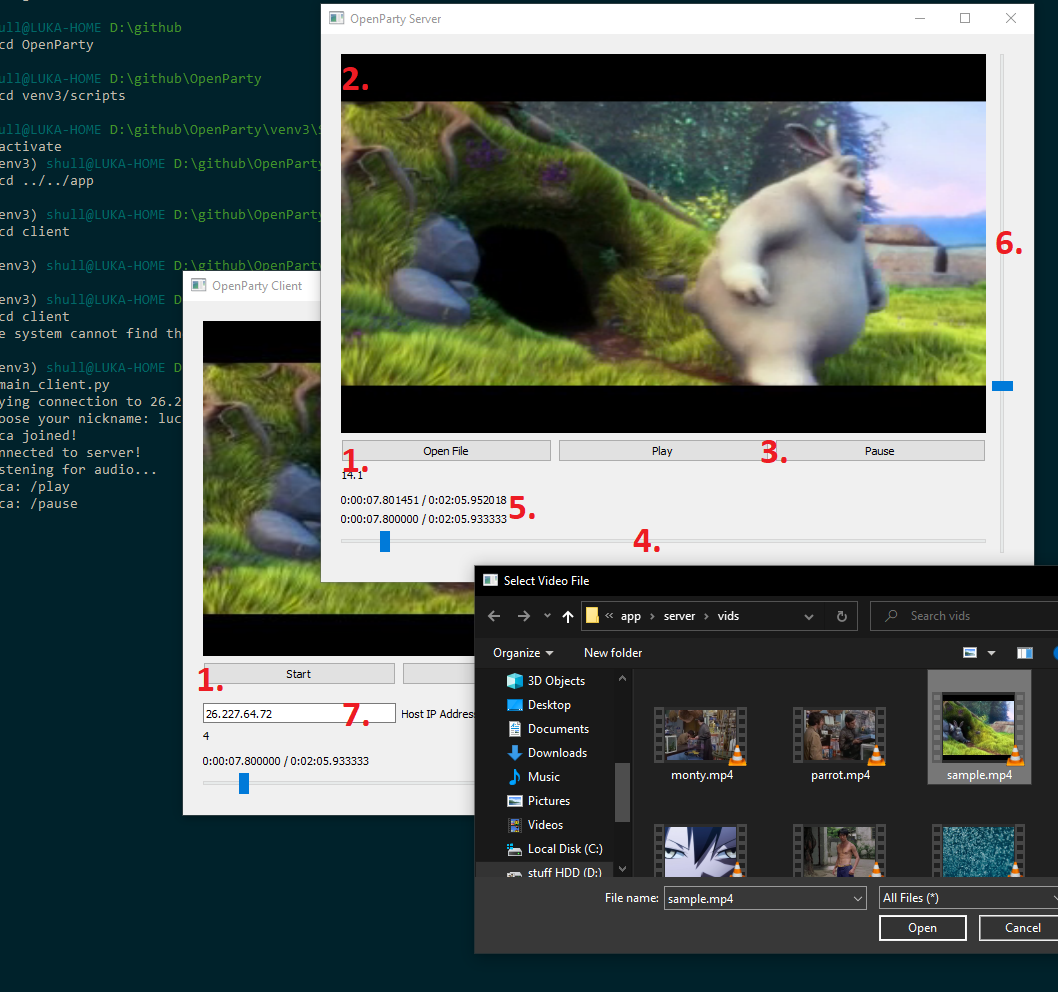 ull@LUKA-HOME D:\github
cd OpenParty
ull@LUKA-HOME D:\github\OpenParty
cd venv3/scripts
ull@LUKA-HOME D:\github\OpenParty\venv3\
activate
env3) shull@LUKA-HOME D:\github\OpenParty
cd ../../app
env3) shull@LUKA-HOME D:\github\OpenParty
cd client
env3) shull@LUKA-HOME D:\github\OpenParty
env3) shull@LUKA-HOME D
cd client
e system cannot find th
env3) shull@LUKA-HOME D
main_client.py
ying connection to 26.2
oose your nickname: luc
ca joined!
nnected to server!
stening for audio...
ca: /play
ca: /pause
OpenParty Server
2.
6.
Open File
Play
Pause
1.
3.
14.1
0:00:07.801451 / 0:02:05.952018
5.
0:00:07.800000 / 0:02:05.933333
4.
OpenParty Client
Start
1.
26.227.64.72
7.
Host IP Addres
4
0:00:07.800000 / 0:02:05.933333
Select Video File
« app > server > vids
Search vids
Organize
New folder
3D Objects
Desktop
Documents
Downloads
Music
Pictures
Videos
Local Disk (C:)
stuff HDD (D:)
monty.mp4
parrot.mp4
sample.mp4
File name:
sample.mp4
All Files (*)
Open
Cancel